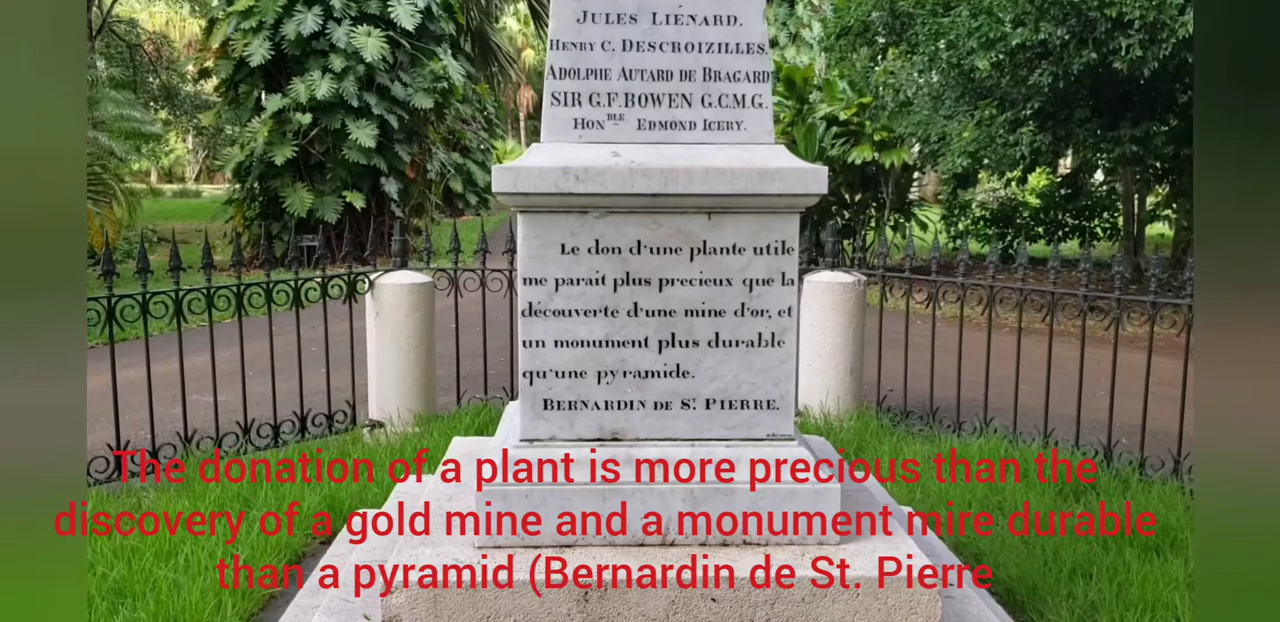 JULES LIENARD.
HENRY C. DESCROIZILLES.
ADOLPHE AUTARD DE BRAGARD
SIR G.F.BOWEN G.C.M.G.
HONBLE EDMOND ICERY.
Le don d'une plante utile
me parait plus precieux que la
découverte d'une mine d'or, et
un monument plus durable
qu'une pyramide.
BERNARDIN DE ST. PIERRE.
The donation of a plant is more precious than the
discovery of a gold mine and a monument mire durable
than a pyramid (Bernardin de St. Pierre